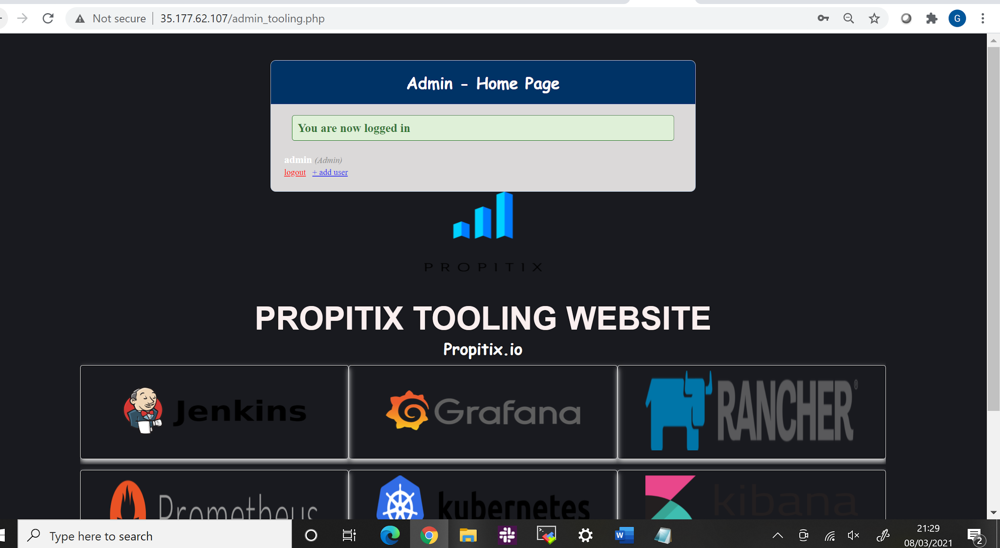 Not secure 35.177.62.107/admin_tooling.php
G
Admin - Home Page
You are now logged in
admin (Admin)
logout + add user
PROPITIX
PROPITIX TOOLING WEBSITE
Propitix.io
Jenkins Grafana RANCHER®
Prometheus kubernetes kibana
Type here to search
W
21:29
08/03/2021
2